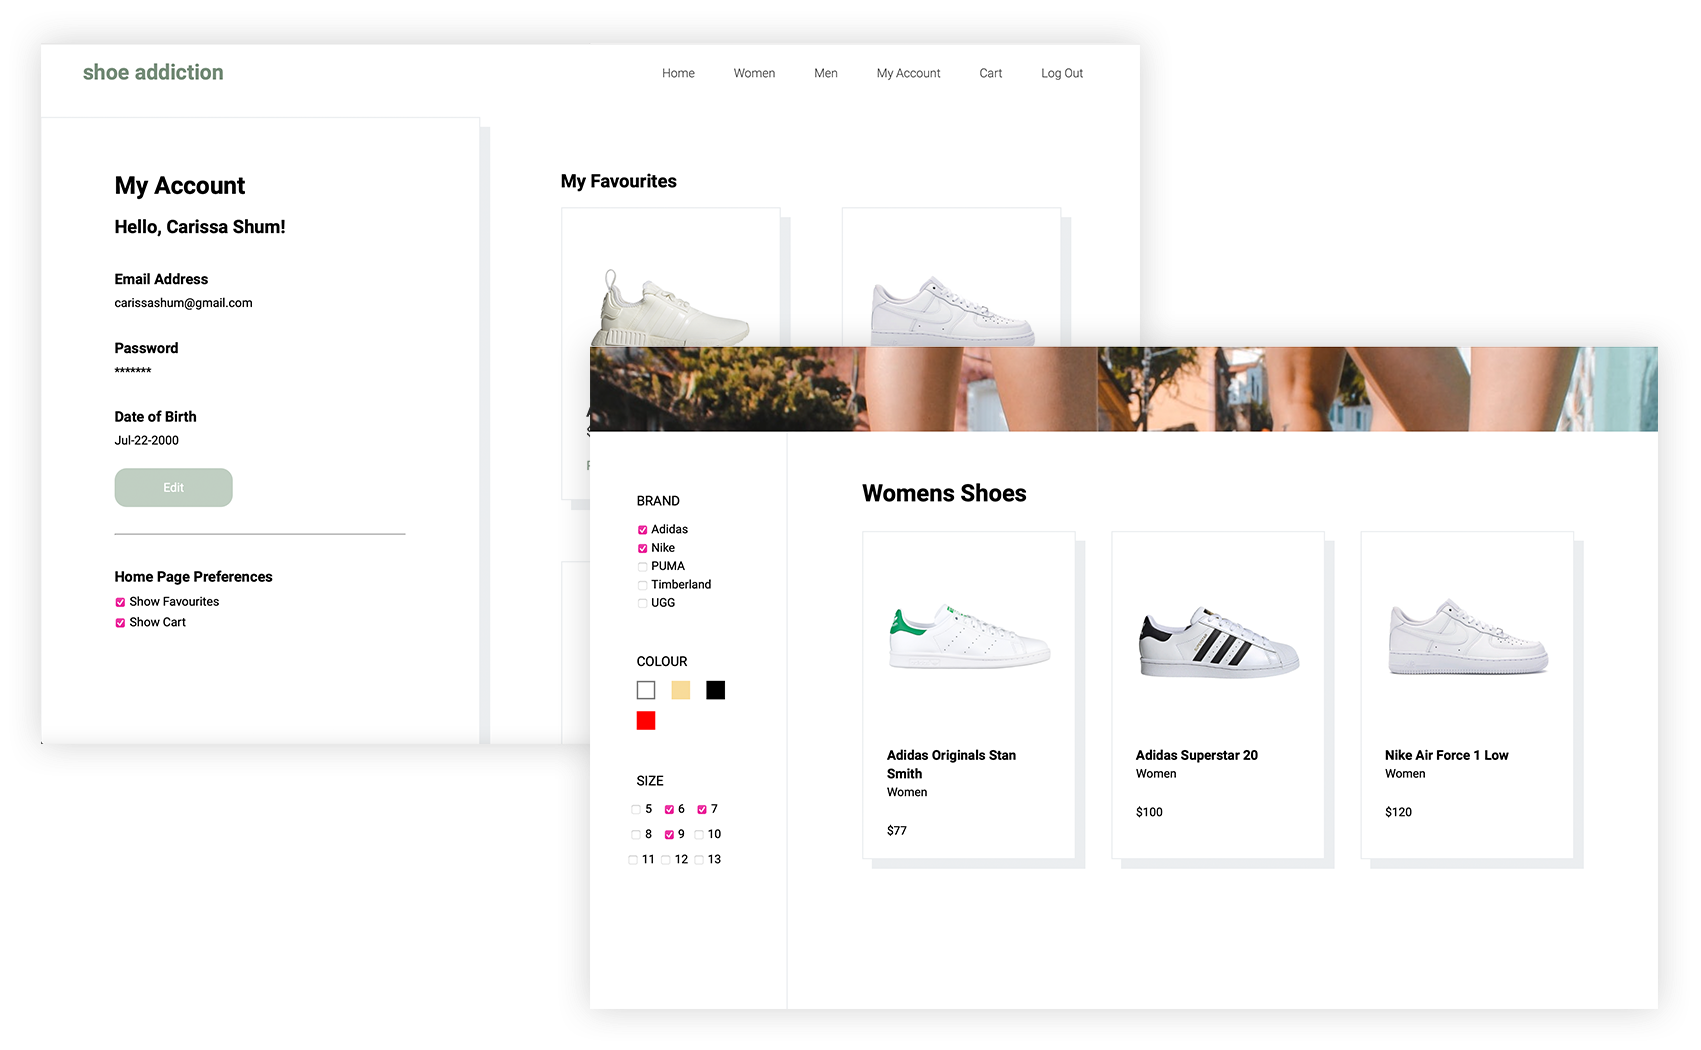 shoe addiction
Home Women Men My Account Cart Log Out
My Account
Hello, Carissa Shum!
Email Address
carissashum@gmail.com
Password
*******
Date of Birth
Jul-22-2000
Edit
Home Page Preferences
Show Favourites
Show Cart
My Favourites
BRAND
Adidas
Nike
PUMA
Timberland
UGG
COLOUR
SIZE
5 6 7
8 9 10
11 12 13
Womens Shoes
Adidas Originals Stan
Smith
Women
$77
Adidas Superstar 20
Women
$100
Nike Air Force 1 Low
Women
$120